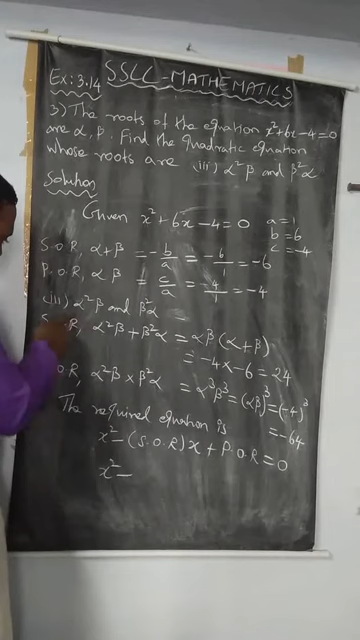 Ex: 3.14 SSLC - MATHEMATICS
3) The roots of the equation x²+6x-4=0
are α, β. Find the Quadratic equation
whose roots are (iii) α²β and β²α
Solution
Given x²+6x-4=0 a=1
b=6
c=-4
S.O.R, α+β = -b/a = -6/1 = -6
P.O.R, αβ = c/a = -4/1 = -4
(iii) α²β and β²α
S. R, α²β+β²α = αβ(α+β)
= -4x-6 = 24
.O.R, α²β × β²α = α³β³ = (αβ)³ = (-4)³
= -64
The required equation is
x²-(S.O.R)x + P.O.R = 0
x²-